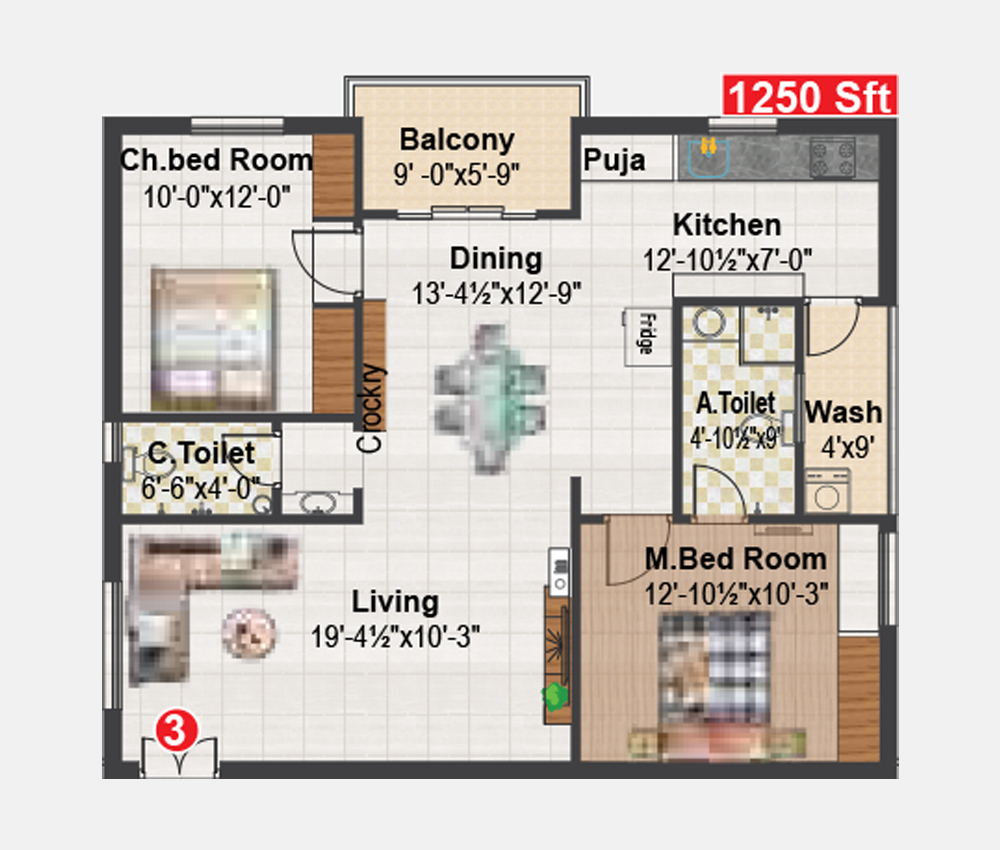 1250 Sft
Balcony
9' -0"x5'-9"
Ch.bed Room
10'-0"x12'-0"
Puja
Kitchen
12'-10½"x7'-0"
Dining
13'-4½"x12'-9"
Fridge
Crockry
A.Toilet
4'-10½"x9'
Wash
4'x9'
C.Toilet
6'-6"x4'-0"
M.Bed Room
12'-10½"x10'-3"
Living
19'-4½"x10'-3"
3